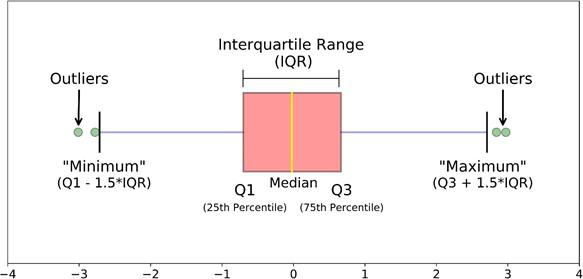 Interquartile Range
(IQR)
Outliers
Outliers
"Minimum"
(Q1 - 1.5*IQR)
"Maximum"
(Q3 + 1.5*IQR)
Median
Q1
Q3
(25th Percentile)
(75th Percentile)
−4
−3
−2
−1
0
1
2
3
4